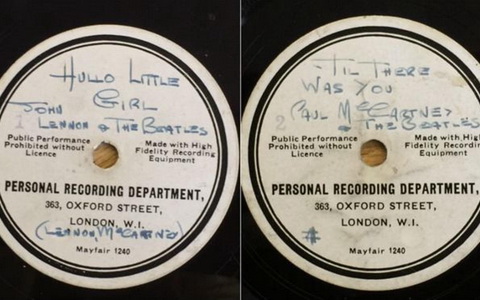 HULLO LITTLE
GIRL
JOHN
LENNON & THE BEATLES
Public Performance
Prohibited without
Licence
Made with High
Fidelity Recording
Equipment
PERSONAL RECORDING DEPARTMENT,
363, OXFORD STREET,
LONDON, W.I.
(LENNON, McCARTNEY)
Mayfair 1240
'TIL THERE
WAS YOU
PAUL McCARTNEY
& THE BEATLES
Public Performance
Prohibited without
Licence
Made with High
Fidelity Recording
Equipment
PERSONAL RECORDING DEPARTMENT,
363, OXFORD STREET,
LONDON, W.I.
Mayfair 1240